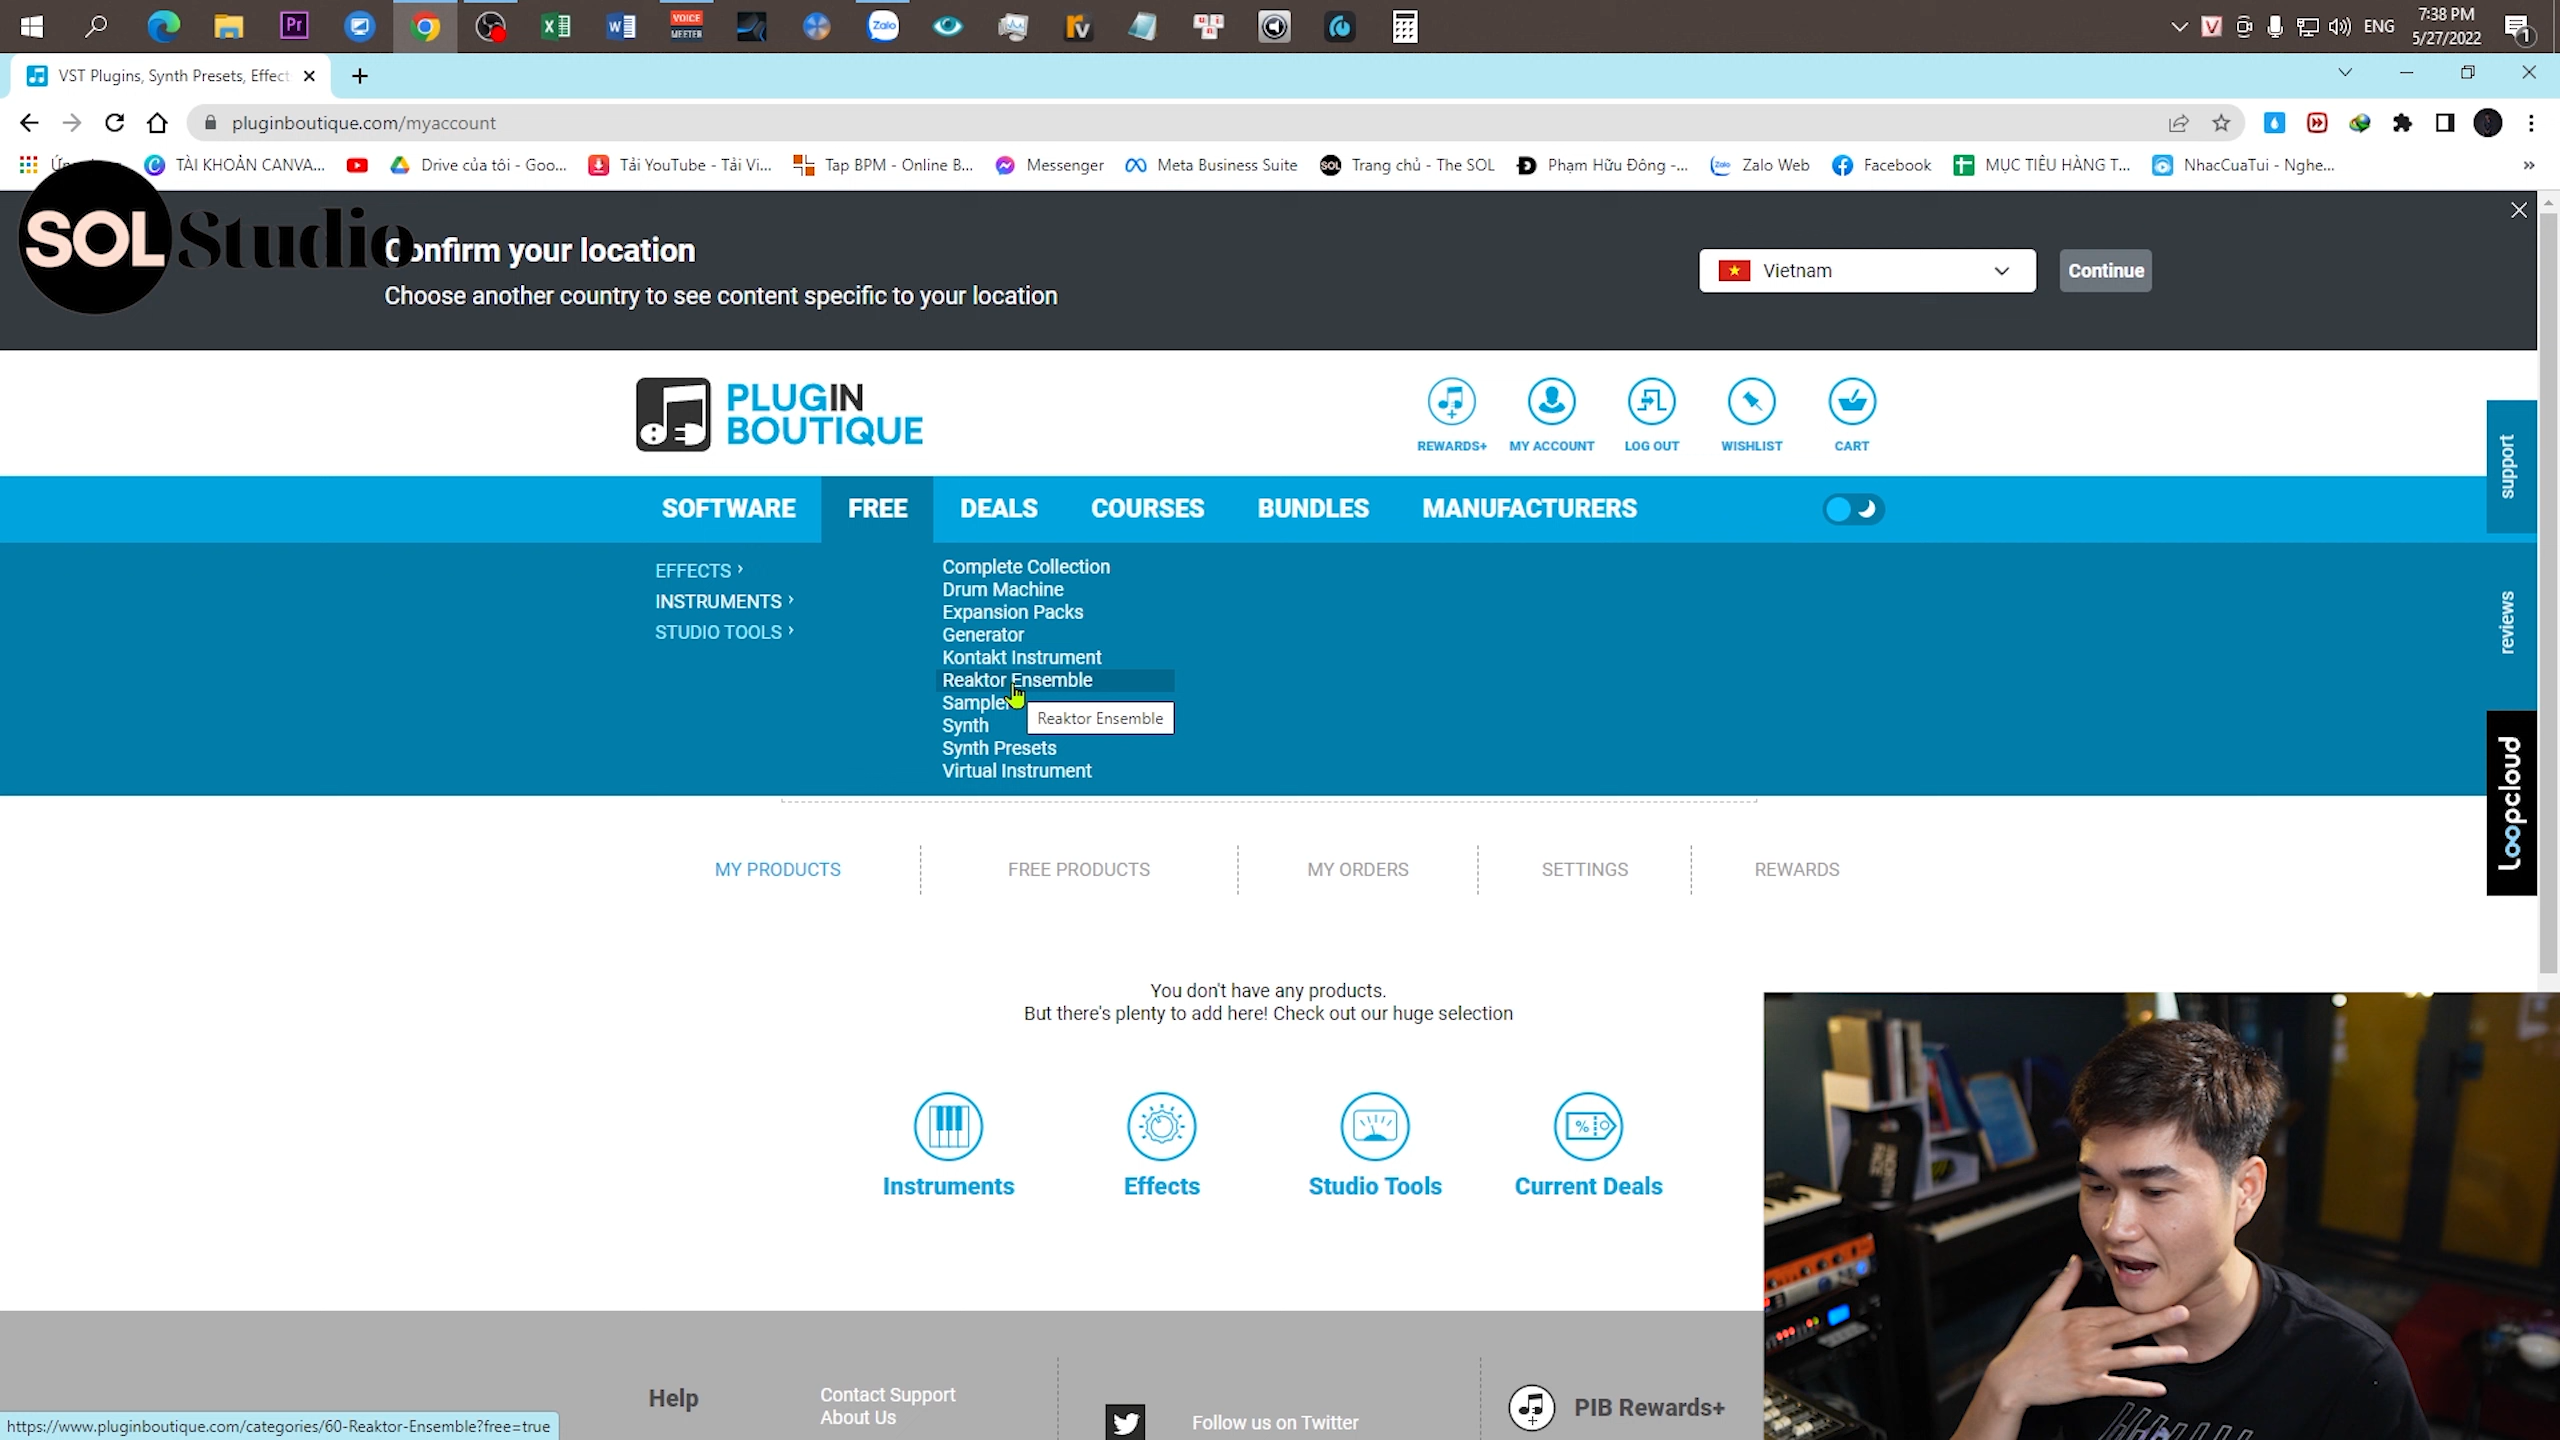 Pr
VOICE
MEETER
Zalo
rv
V
ENG
7:38 PM
5/27/2022
1
VST Plugins, Synth Presets, Effect
pluginboutique.com/myaccount
TÀI KHOẢN CANVA...
Drive của tôi - Goo...
Tải YouTube - Tải Vi...
Tap BPM - Online B...
Messenger
Meta Business Suite
Trang chủ - The SOL
Phạm Hữu Đông -...
Zalo Web
Facebook
MỤC TIÊU HÀNG T...
NhacCuaTui - Nghe...
SOL Studio
Confirm your location
Choose another country to see content specific to your location
Vietnam
Continue
PLUGIN
BOUTIQUE
REWARDS+
MY ACCOUNT
LOG OUT
WISHLIST
CART
support
SOFTWARE
FREE
DEALS
COURSES
BUNDLES
MANUFACTURERS
EFFECTS
INSTRUMENTS
STUDIO TOOLS
Complete Collection
Drum Machine
Expansion Packs
Generator
Kontakt Instrument
Reaktor Ensemble
Sampler
Reaktor Ensemble
Synth
Synth Presets
Virtual Instrument
reviews
Loopcloud
MY PRODUCTS
FREE PRODUCTS
MY ORDERS
SETTINGS
REWARDS
You don't have any products.
But there's plenty to add here! Check out our huge selection
Instruments
Effects
Studio Tools
Current Deals
Help
Contact Support
About Us
Follow us on Twitter
PIB Rewards+
https://www.pluginboutique.com/categories/60-Reaktor-Ensemble?free=true